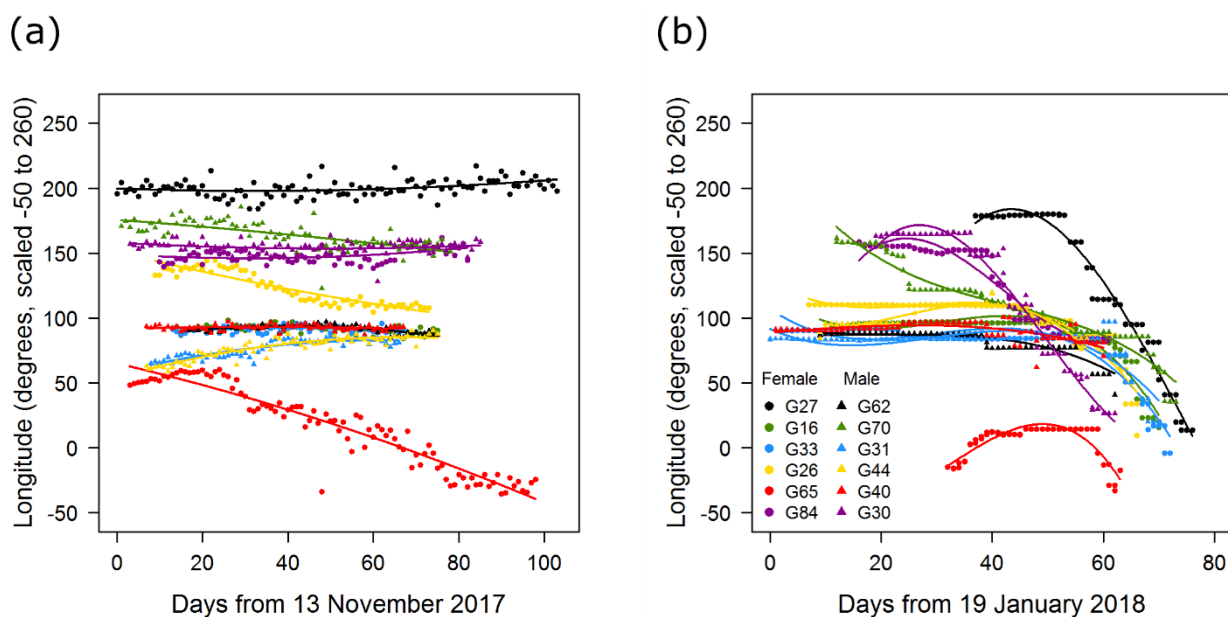 (a)
Longitude (degrees, scaled -50 to 260)
250
200
150
100
50
0
-50
0 20 40 60 80 100
Days from 13 November 2017
(b)
Longitude (degrees, scaled -50 to 260)
250
200
150
100
50
0
-50
Female Male
G27 G62
G16 G70
G33 G31
G26 G44
G65 G40
G84 G30
0 20 40 60 80
Days from 19 January 2018